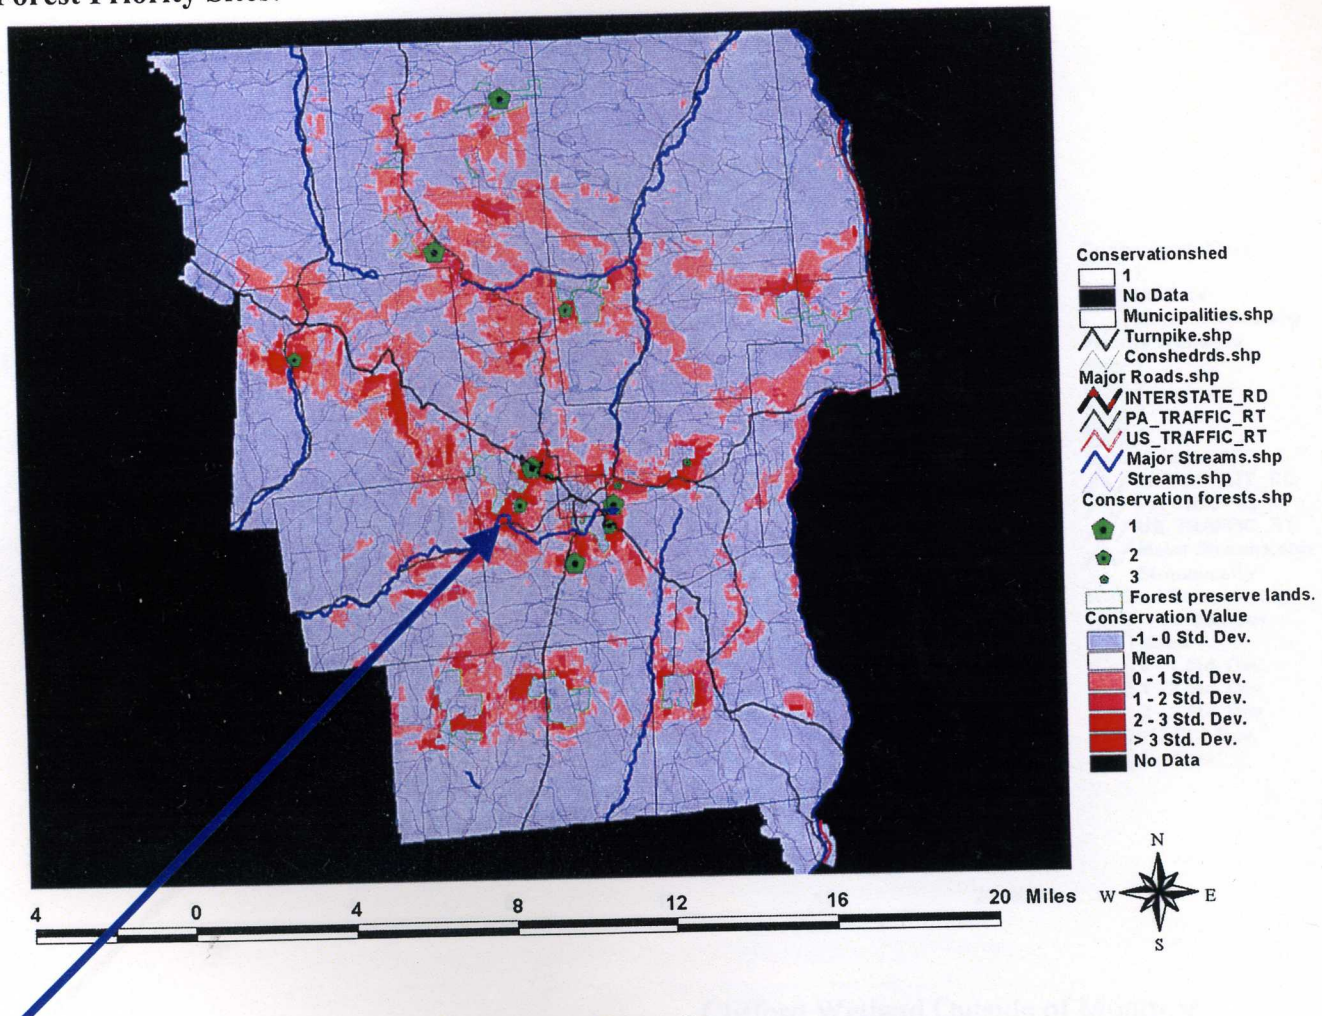 Forest Priority Sites.
Conservationshed
1
No Data
Municipalities.shp
Turnpike.shp
Conshedrds.shp
Major Roads.shp
INTERSTATE_RD
PA_TRAFFIC_RT
US_TRAFFIC_RT
Major Streams.shp
Streams.shp
Conservation forests.shp
1
2
3
Forest preserve lands.
Conservation Value
-1 - 0 Std. Dev.
Mean
0 - 1 Std. Dev.
1 - 2 Std. Dev.
2 - 3 Std. Dev.
> 3 Std. Dev.
No Data
N
W E
S
4 0 4 8 12 16 20 Miles